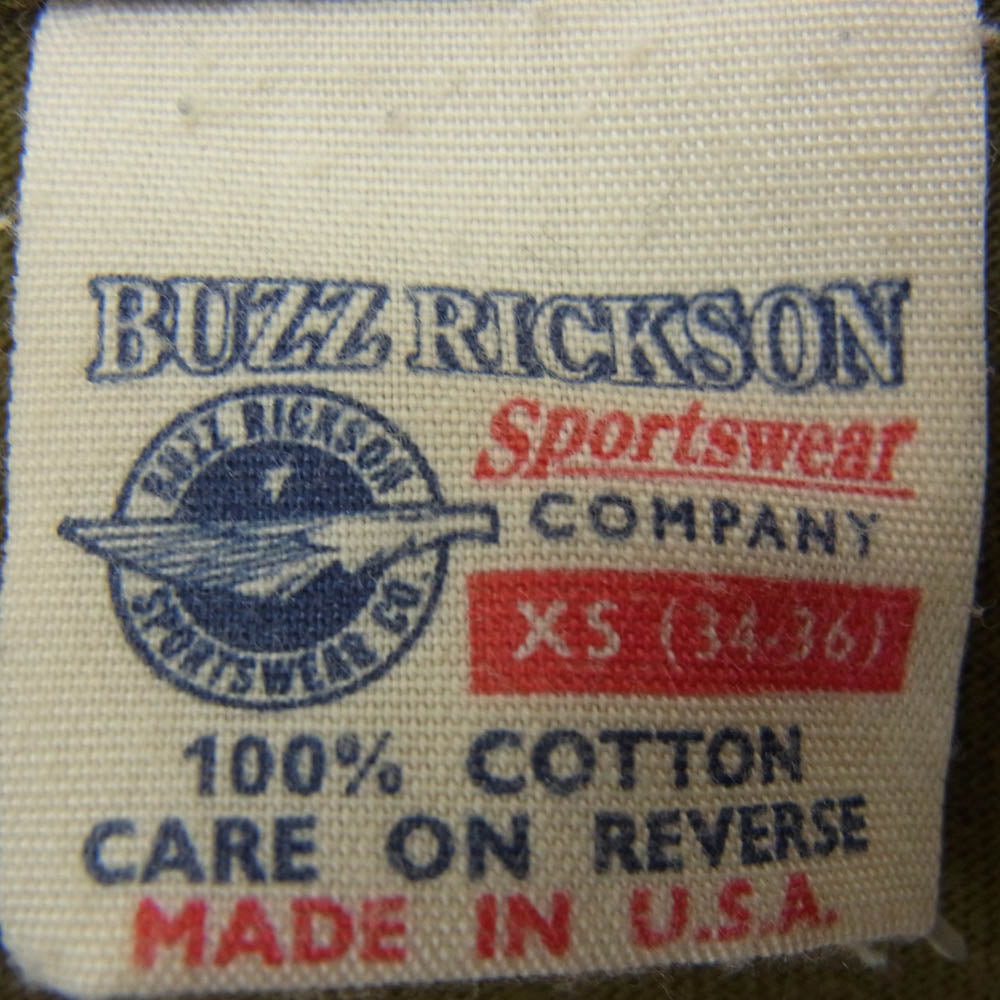 BUZZ RICKSON
Sportswear
COMPANY
BUZZ RICKSON
SPORTSWEAR CO.
XS (34-36)
100% COTTON
CARE ON REVERSE
MADE IN U.S.A.